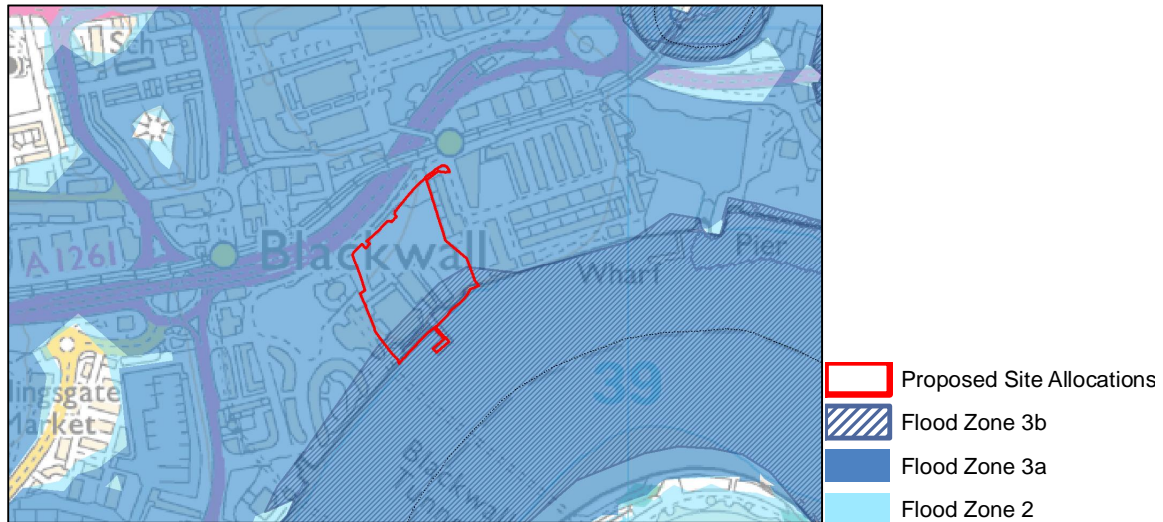 Sch
Blackwall
A 1261
Wharf
Pier
lingsgate
Market
39
Blackwall
Proposed Site Allocations
Flood Zone 3b
Flood Zone 3a
Flood Zone 2